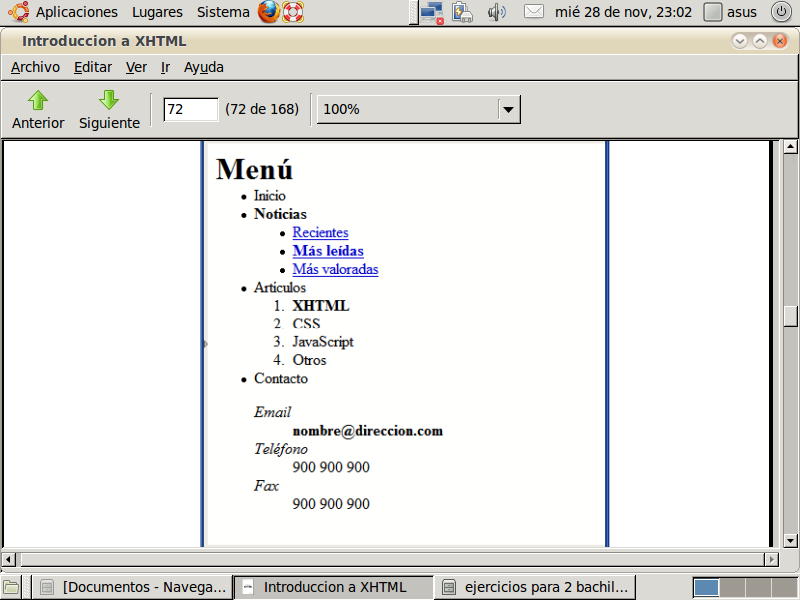 Aplicaciones Lugares Sistema mié 28 de nov, 23:02 asus
Introduccion a XHTML
Archivo Editar Ver Ir Ayuda
Anterior Siguiente 72 (72 de 168) 100%
Menú
• Inicio
• Noticias
• Recientes
• Más leídas
• Más valoradas
• Artículos
1. XHTML
2. CSS
3. JavaScript
4. Otros
• Contacto
Email
nombre@direccion.com
Teléfono
900 900 900
Fax
900 900 900
[Documentos - Navega... Introduccion a XHTML ejercicios para 2 bachil...